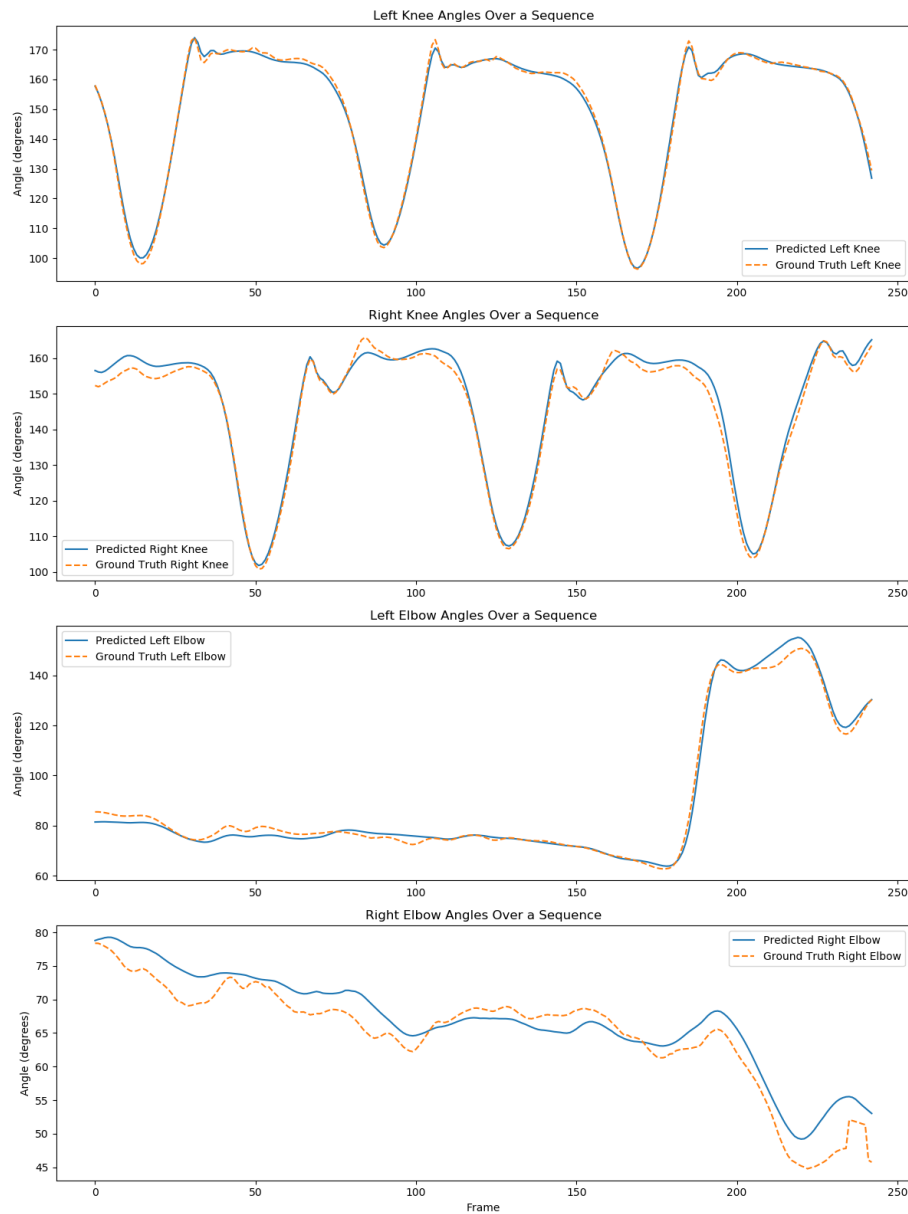 Left Knee Angles Over a Sequence
170
160
150
140
130
120
110
100
Angle (degrees)
Predicted Left Knee
Ground Truth Left Knee
0 50 100 150 200 250
Right Knee Angles Over a Sequence
160
150
140
130
120
110
100
Angle (degrees)
Predicted Right Knee
Ground Truth Right Knee
0 50 100 150 200 250
Left Elbow Angles Over a Sequence
140
120
100
80
60
Angle (degrees)
Predicted Left Elbow
Ground Truth Left Elbow
0 50 100 150 200 250
Right Elbow Angles Over a Sequence
80
75
70
65
60
55
50
45
Angle (degrees)
Predicted Right Elbow
Ground Truth Right Elbow
0 50 100 150 200 250
Frame